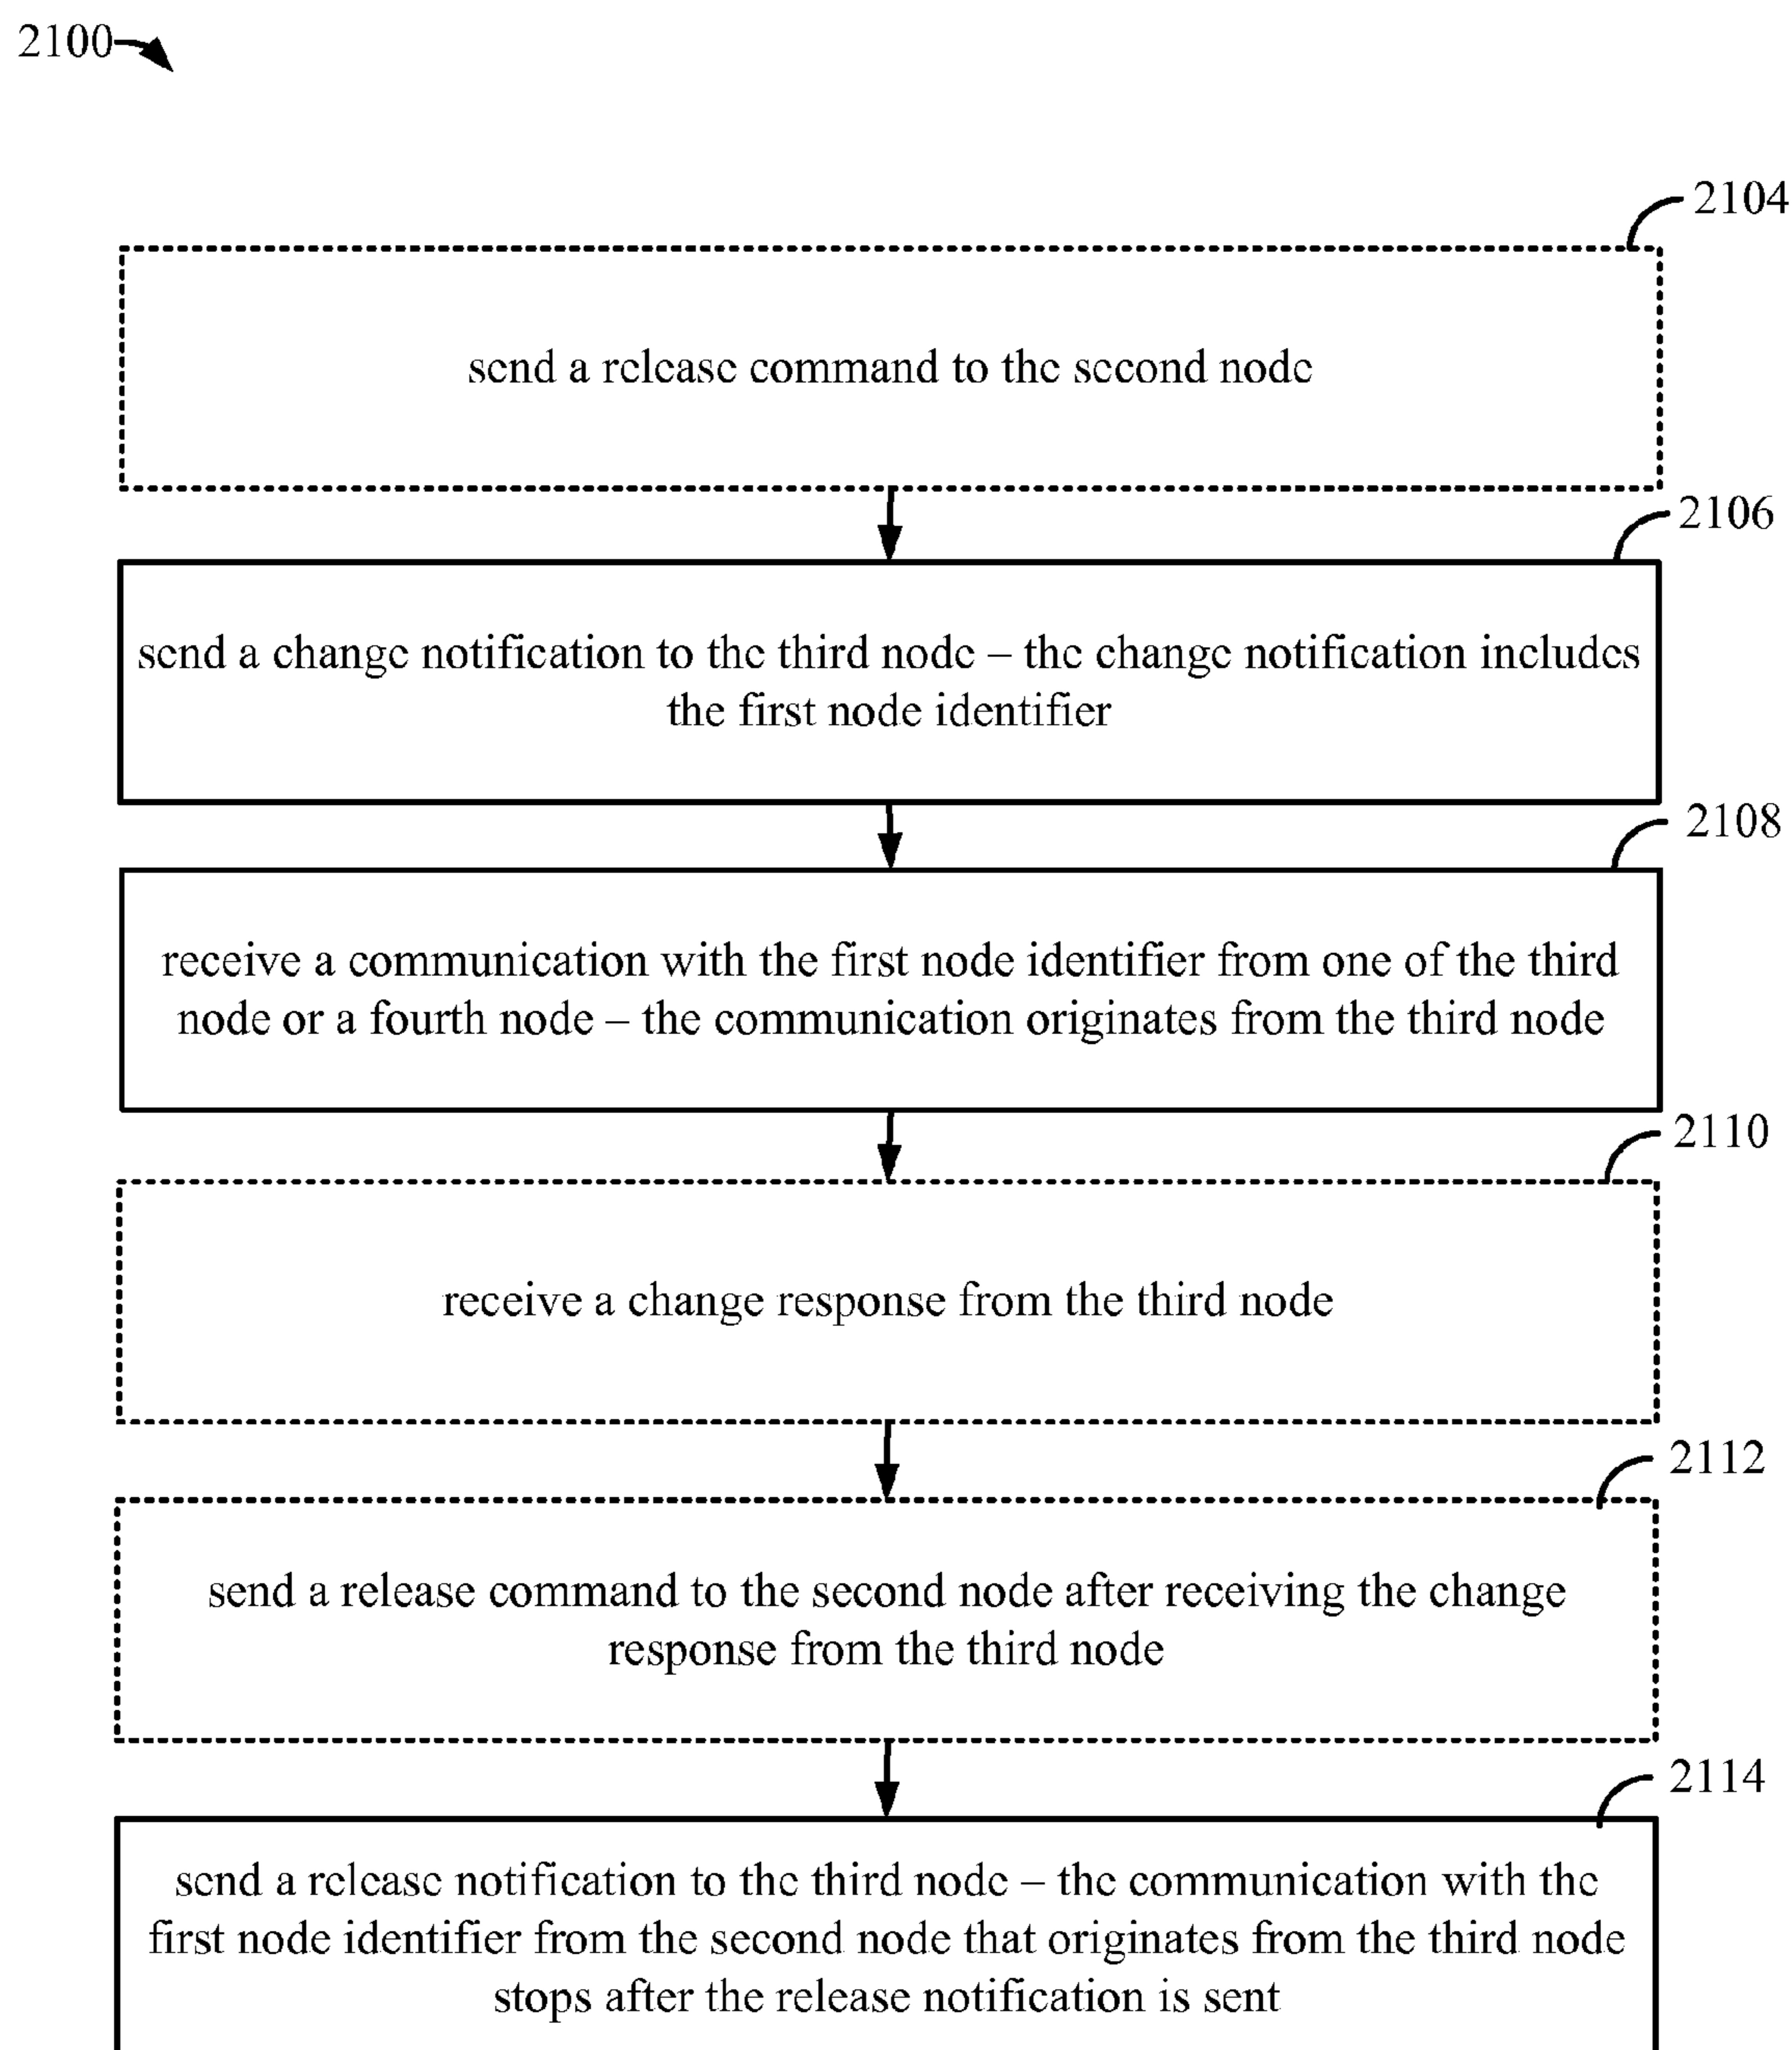 2100
2104
send a release command to the second node
2106
send a change notification to the third node – the change notification includes
the first node identifier
2108
receive a communication with the first node identifier from one of the third
node or a fourth node – the communication originates from the third node
2110
receive a change response from the third node
2112
send a release command to the second node after receiving the change
response from the third node
2114
send a release notification to the third node – the communication with the
first node identifier from the second node that originates from the third node
stops after the release notification is sent